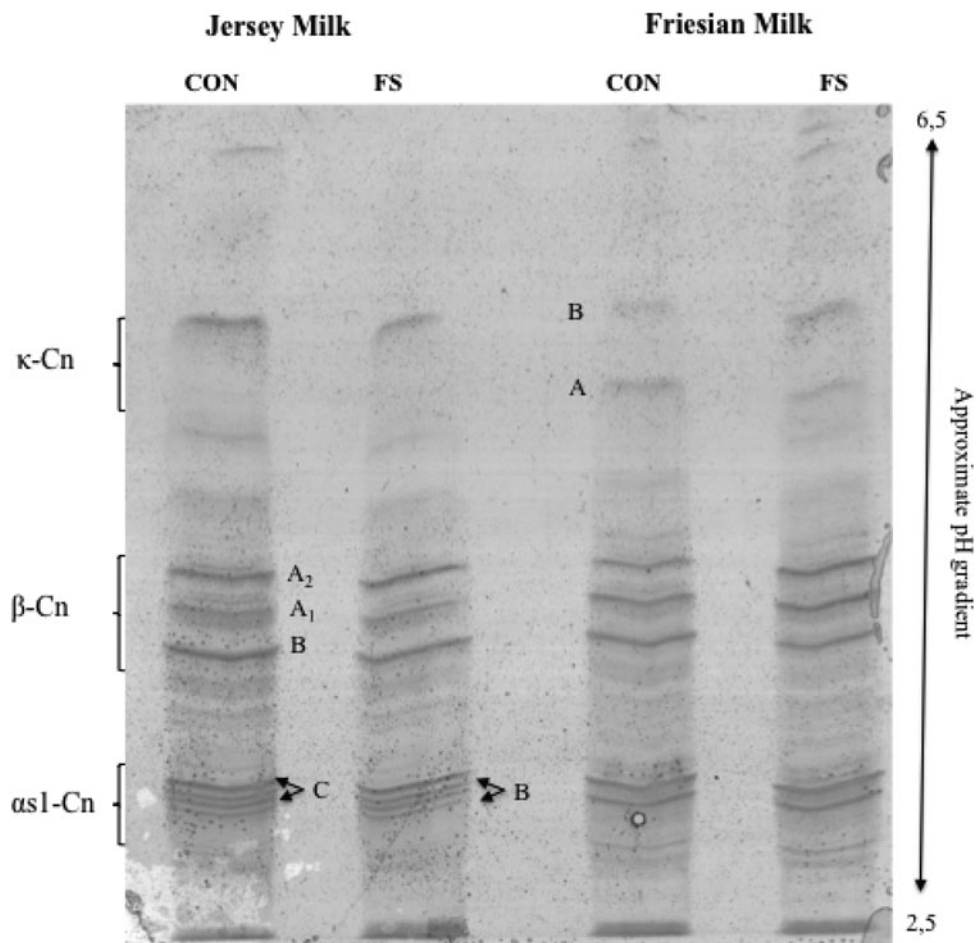 Jersey Milk Friesian Milk
CON FS CON FS
6,5
B
κ-Cn
A
Approximate pH gradient
A₂
β-Cn
A₁
B
αs1-Cn
C
B
2,5